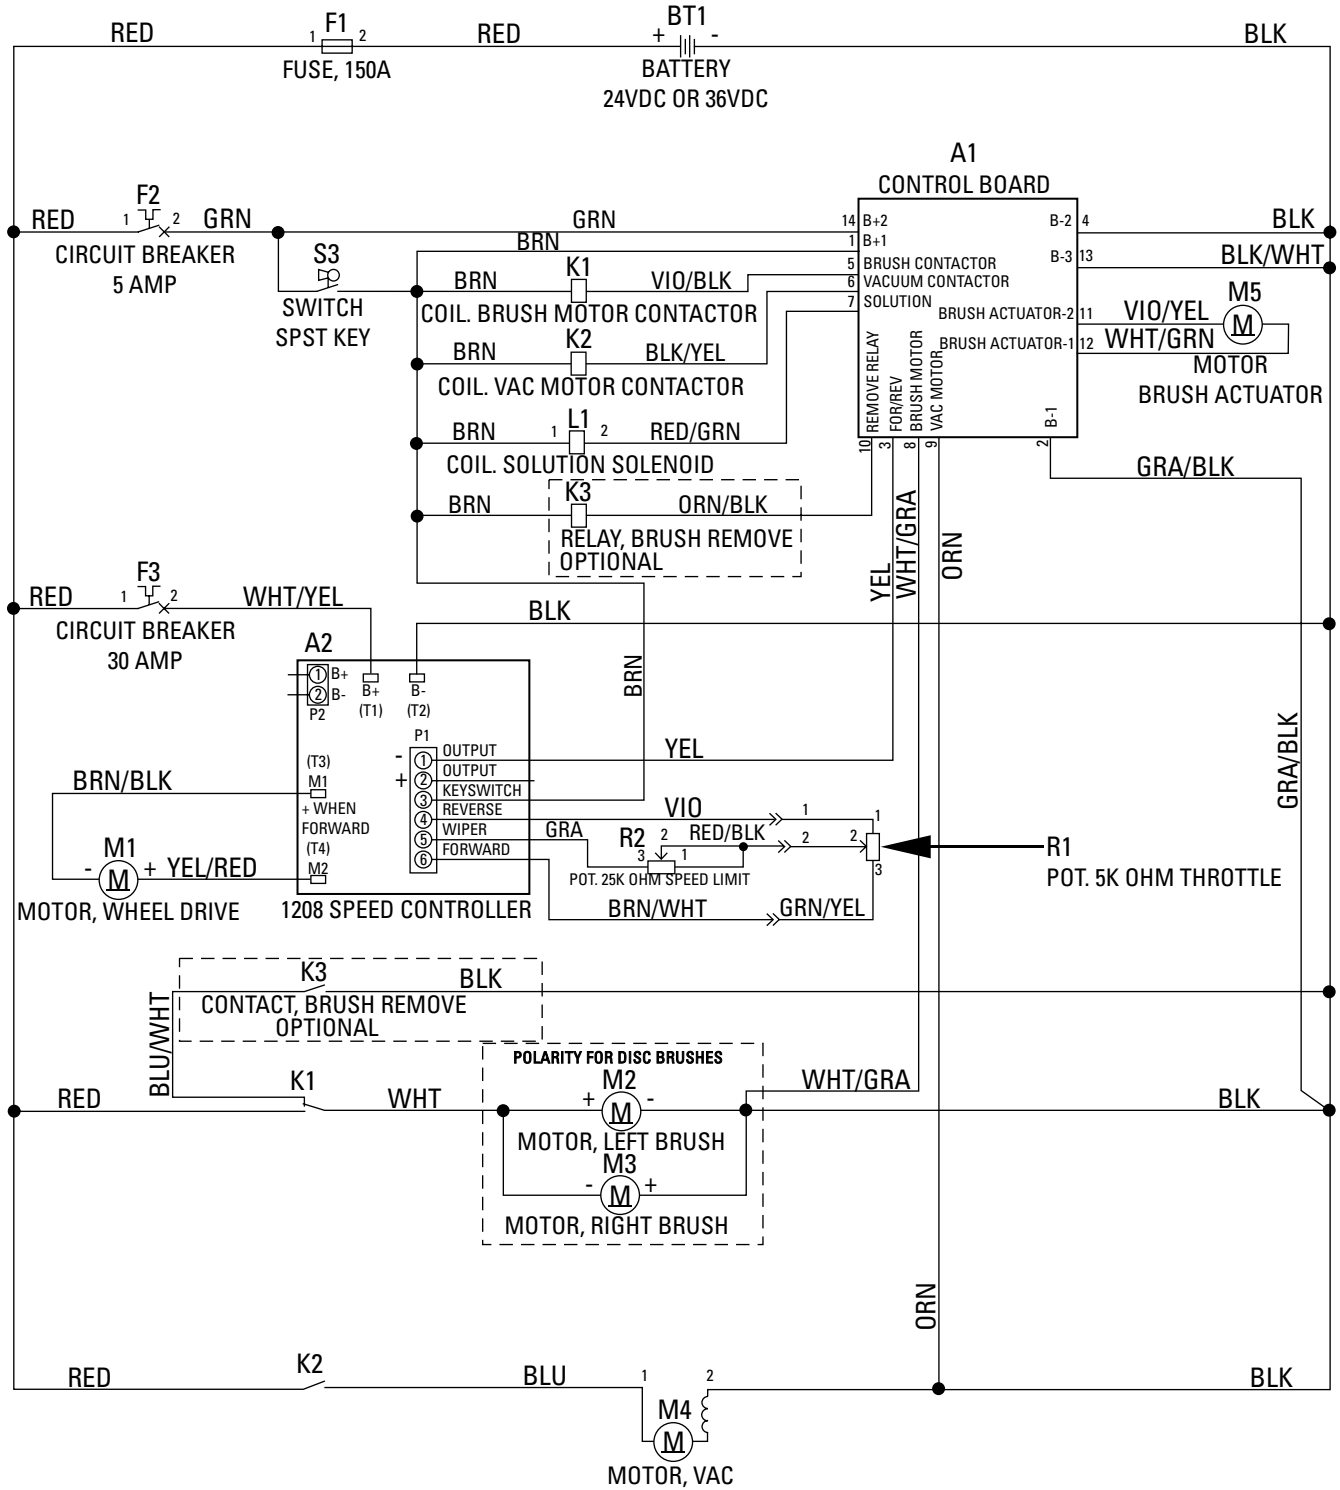 RED
F1
1
2
RED
BT1
+
-
BLK
FUSE, 150A
BATTERY
24VDC OR 36VDC
A1
CONTROL BOARD
F2
RED
1
2
GRN
GRN
14
B+2
B-2
4
BLK
CIRCUIT BREAKER
5 AMP
S3
SWITCH
SPST KEY
BRN
1
B+1
B-3
13
BLK/WHT
BRN
K1
VIO/BLK
5
BRUSH CONTACTOR
COIL. BRUSH MOTOR CONTACTOR
6
VACUUM CONTACTOR
7
SOLUTION
BRUSH ACTUATOR-2
11
VIO/YEL
M5
M
BRUSH ACTUATOR-1
12
WHT/GRN
MOTOR
BRUSH ACTUATOR
BRN
K2
BLK/YEL
COIL. VAC MOTOR CONTACTOR
BRN
1
L1
2
RED/GRN
COIL. SOLUTION SOLENOID
REMOVE RELAY
FOR/REV
BRUSH MOTOR
VAC MOTOR
B-1
10
3
8
9
2
GRA/BLK
BRN
K3
ORN/BLK
RELAY, BRUSH REMOVE
OPTIONAL
YEL
WHT/GRA
ORN
F3
RED
1
2
WHT/YEL
BLK
CIRCUIT BREAKER
30 AMP
A2
1
B+
2
B-
P2
B+
(T1)
B-
(T2)
BRN
P1
-
1
OUTPUT
YEL
+
2
OUTPUT
3
KEYSWITCH
4
REVERSE
VIO
1
1
5
WIPER
GRA
R2
2
RED/BLK
2
2
3
1
6
FORWARD
POT. 25K OHM SPEED LIMIT
3
R1
POT. 5K OHM THROTTLE
BRN/WHT
GRN/YEL
(T3)
M1
+ WHEN
FORWARD
(T4)
M2
BRN/BLK
M1
-
M
+
YEL/RED
MOTOR, WHEEL DRIVE
1208 SPEED CONTROLLER
GRA/BLK
K3
BLK
CONTACT, BRUSH REMOVE
OPTIONAL
BLU/WHT
POLARITY FOR DISC BRUSHES
RED
K1
WHT
M2
+
M
-
WHT/GRA
BLK
MOTOR, LEFT BRUSH
M3
-
M
+
MOTOR, RIGHT BRUSH
ORN
RED
K2
BLU
1
2
BLK
M4
M
MOTOR, VAC